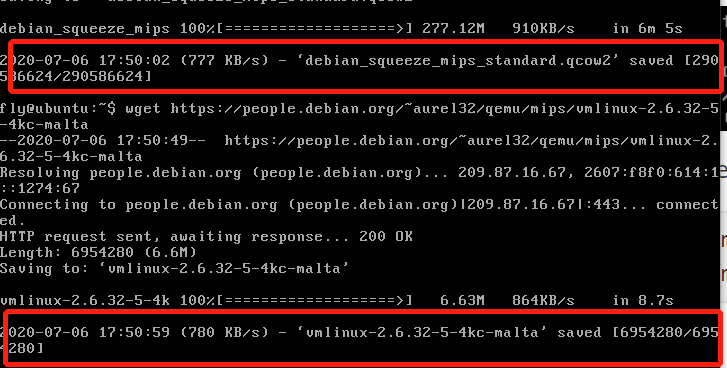 debian_squeeze_mips 100%[===================>] 277.12M   910KB/s    in 6m 5s
2020-07-06 17:50:02 (777 KB/s) - ‘debian_squeeze_mips_standard.qcow2’ saved [290
586624/290586624]
fly@ubuntu:~$ wget https://people.debian.org/~aurel32/qemu/mips/vmlinux-2.6.32-5
-4kc-malta
--2020-07-06 17:50:49--  https://people.debian.org/~aurel32/qemu/mips/vmlinux-2.
6.32-5-4kc-malta
Resolving people.debian.org (people.debian.org)... 209.87.16.67, 2607:f8f0:614:1
::1274:67
Connecting to people.debian.org (people.debian.org)|209.87.16.67|:443... connect
ed.
HTTP request sent, awaiting response... 200 OK
Length: 6954280 (6.6M)
Saving to: ‘vmlinux-2.6.32-5-4kc-malta’
vmlinux-2.6.32-5-4k 100%[===================>]   6.63M   864KB/s    in 8.7s
2020-07-06 17:50:59 (780 KB/s) - ‘vmlinux-2.6.32-5-4kc-malta’ saved [6954280/695
4280]